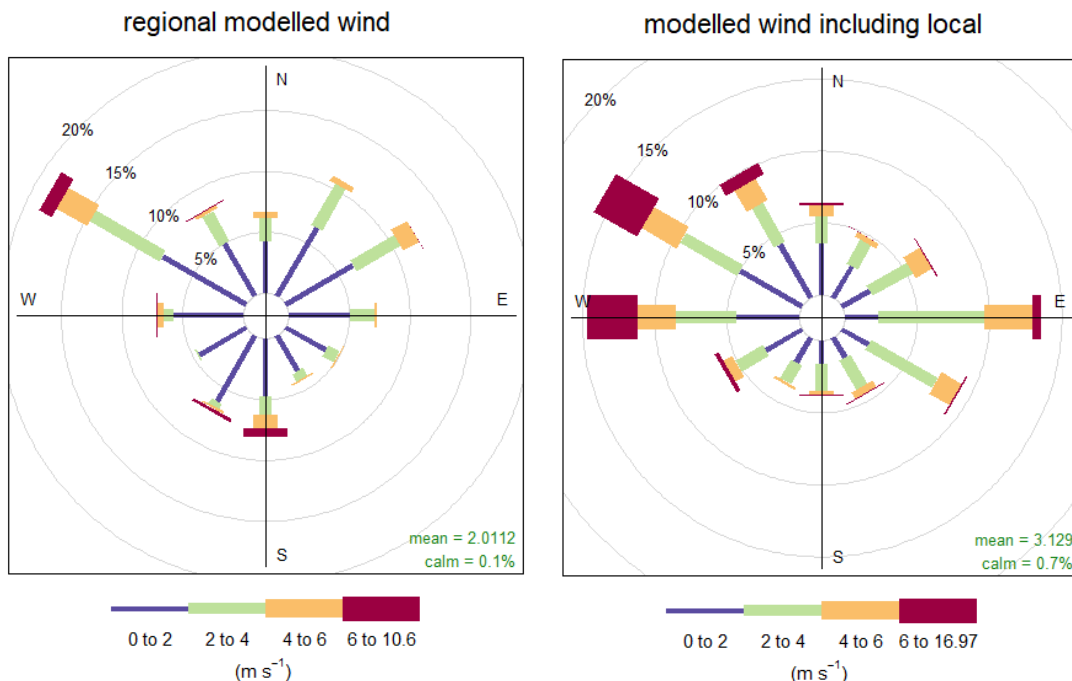 regional modelled wind
N
20%
15%
10%
5%
W
E
S
mean = 2.0112
calm = 0.1%
0 to 2
2 to 4
4 to 6
6 to 10.6
(m s⁻¹)
modelled wind including local
N
20%
15%
10%
5%
W
E
S
mean = 3.129
calm = 0.7%
0 to 2
2 to 4
4 to 6
6 to 16.97
(m s⁻¹)